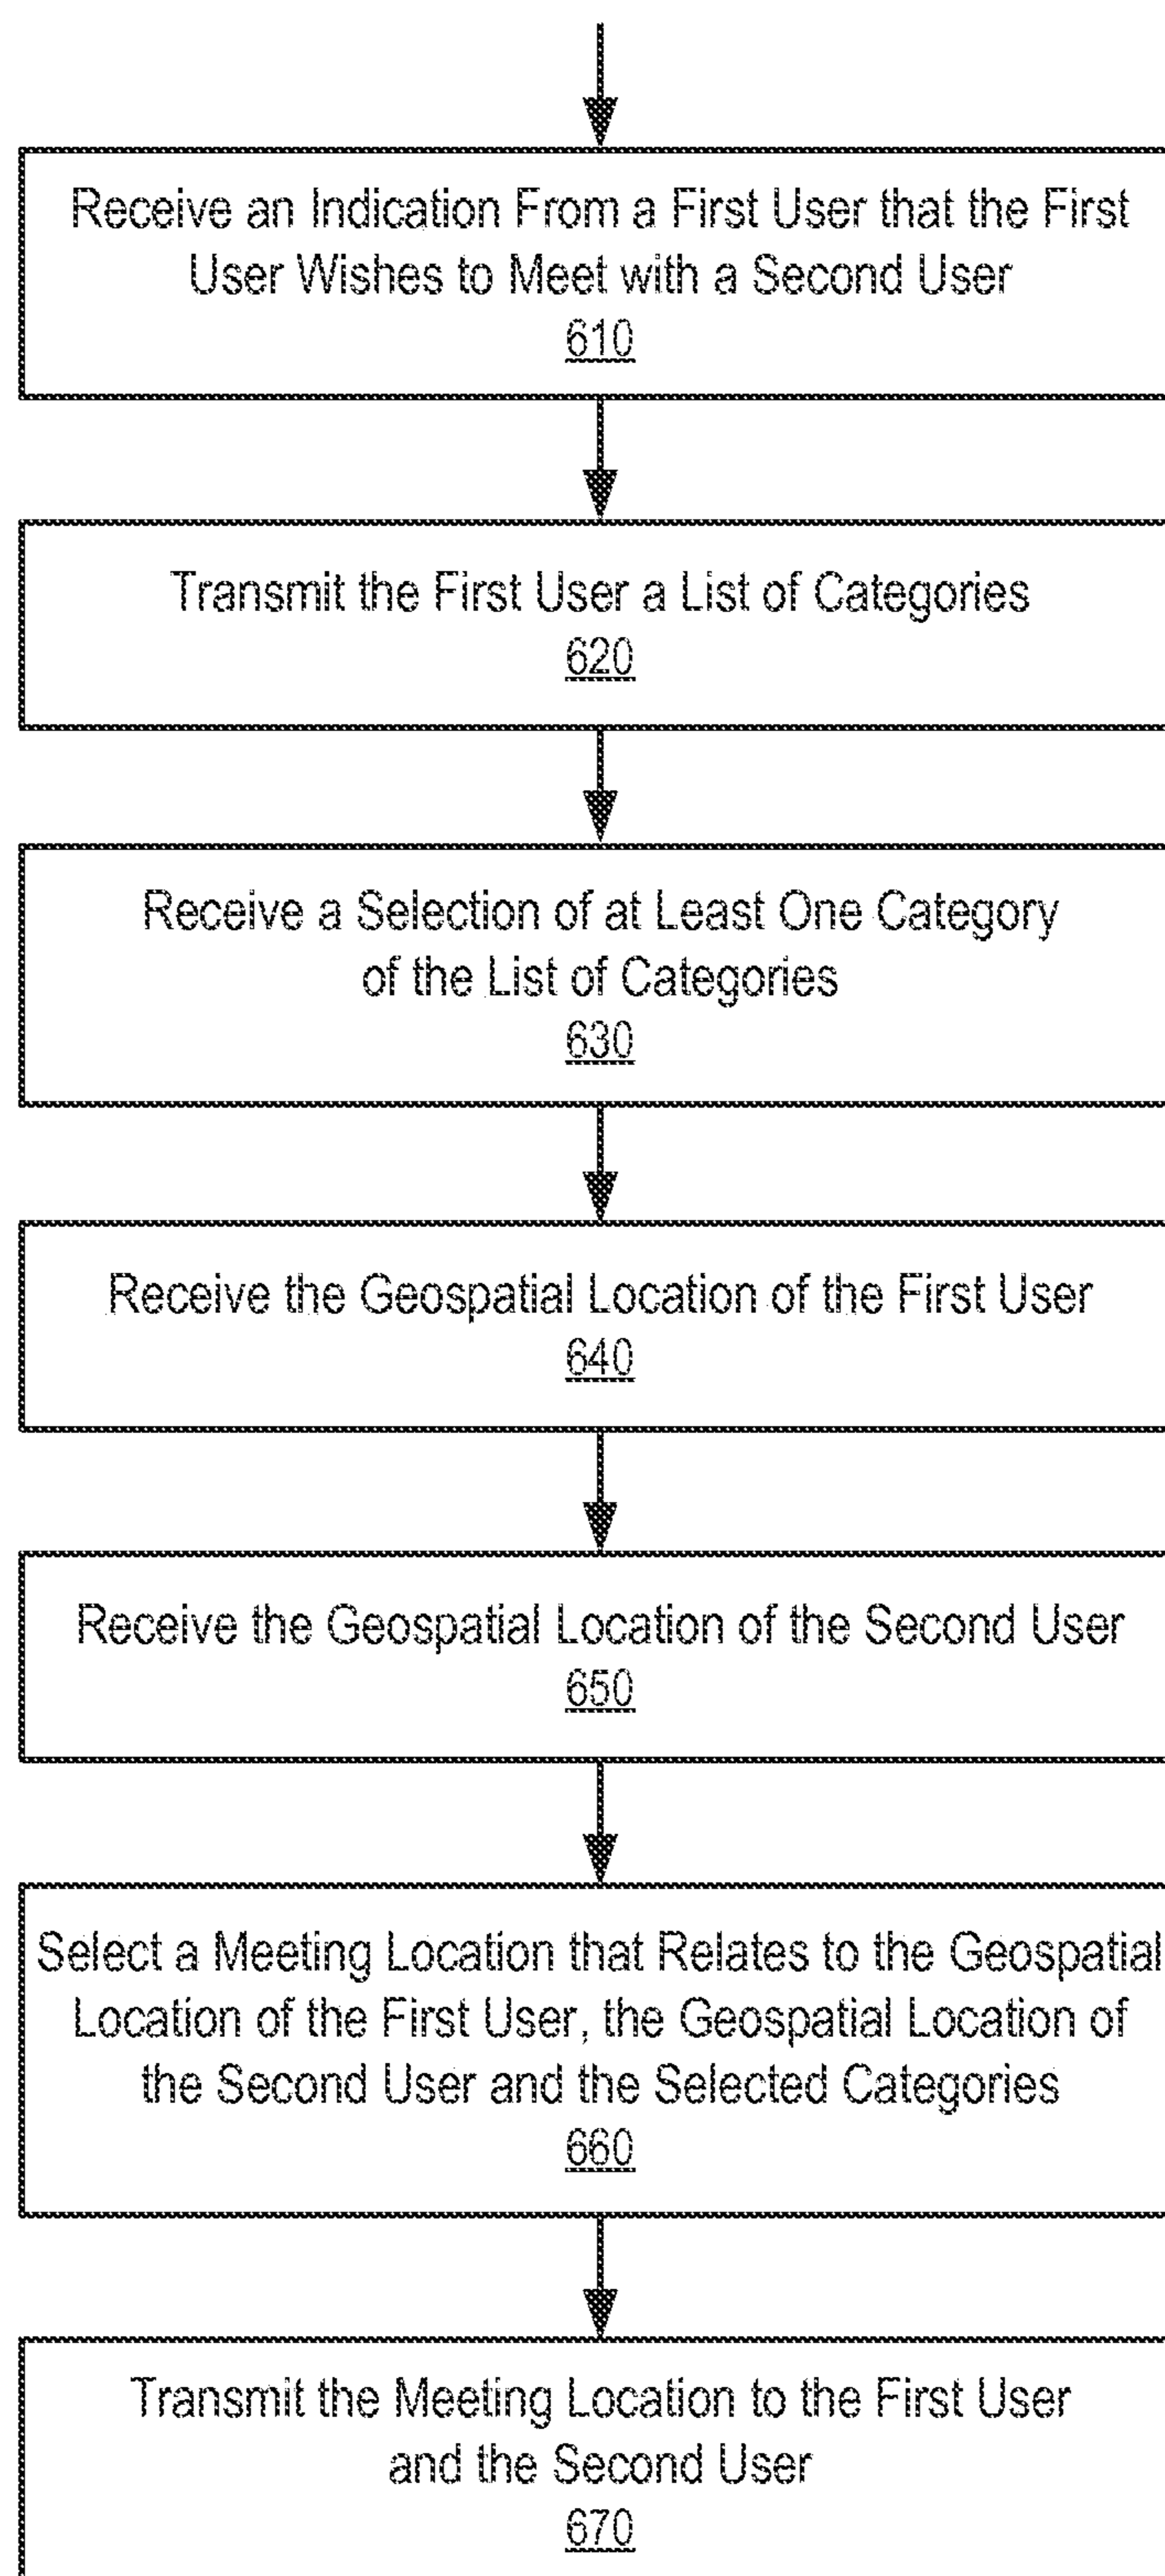 Receive an Indication From a First User that the First
User Wishes to Meet with a Second User
610
Transmit the First User a List of Categories
620
Receive a Selection of at Least One Category
of the List of Categories
630
Receive the Geospatial Location of the First User
640
Receive the Geospatial Location of the Second User
650
Select a Meeting Location that Relates to the Geospatial
Location of the First User, the Geospatial Location of
the Second User and the Selected Categories
660
Transmit the Meeting Location to the First User
and the Second User
670